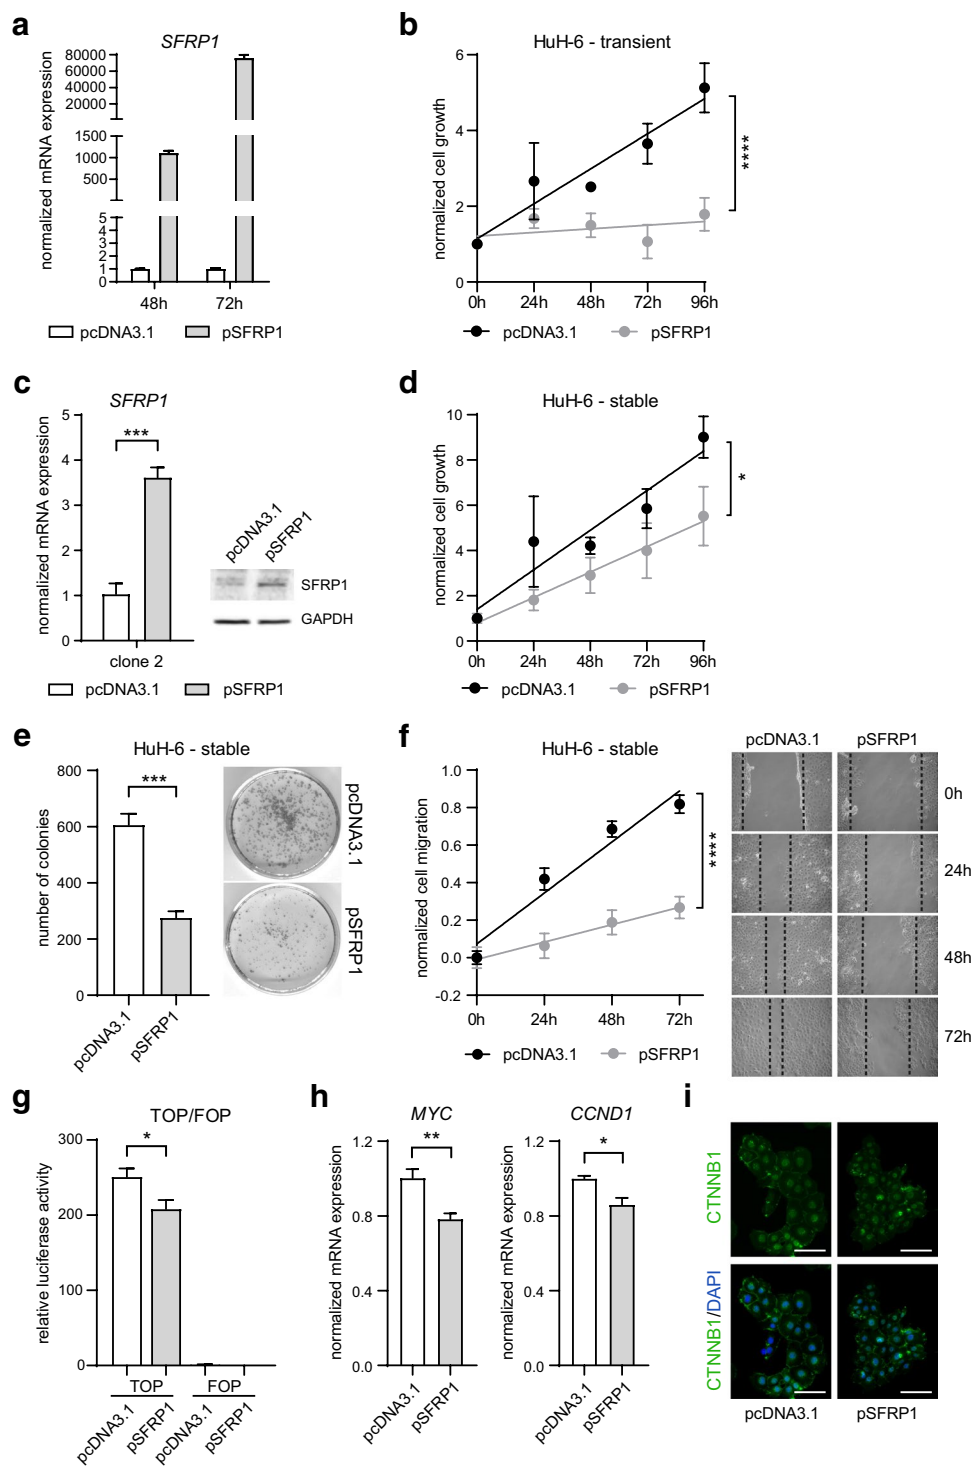 a
SFRP1
normalized mRNA expression
80000
60000
40000
20000
1500
1000
500
5
4
3
2
1
0
48h 72h
pcDNA3.1 pSFRP1
b
HuH-6 - transient
normalized cell growth
6
4
2
0
0h 24h 48h 72h 96h
****
pcDNA3.1 pSFRP1
c
SFRP1
normalized mRNA expression
5
4
3
2
1
0
***
clone 2
pcDNA3.1 pSFRP1
pcDNA3.1
pSFRP1
SFRP1
GAPDH
d
HuH-6 - stable
normalized cell growth
10
8
6
4
2
0
0h 24h 48h 72h 96h
*
pcDNA3.1 pSFRP1
e
HuH-6 - stable
number of colonies
800
600
400
200
0
***
pcDNA3.1
pSFRP1
pcDNA3.1
pSFRP1
f
HuH-6 - stable
normalized cell migration
1.0
0.8
0.6
0.4
0.2
0.0
-0.2
0h 24h 48h 72h
****
pcDNA3.1 pSFRP1
pcDNA3.1 pSFRP1
0h
24h
48h
72h
g
TOP/FOP
relative luciferase activity
300
200
100
0
*
TOP FOP
pcDNA3.1
pSFRP1
pcDNA3.1
pSFRP1
h
MYC
normalized mRNA expression
1.2
0.8
0.4
0.0
**
pcDNA3.1
pSFRP1
CCND1
normalized mRNA expression
1.2
0.8
0.4
0.0
*
pcDNA3.1
pSFRP1
i
CTNNB1
CTNNB1/DAPI
pcDNA3.1 pSFRP1